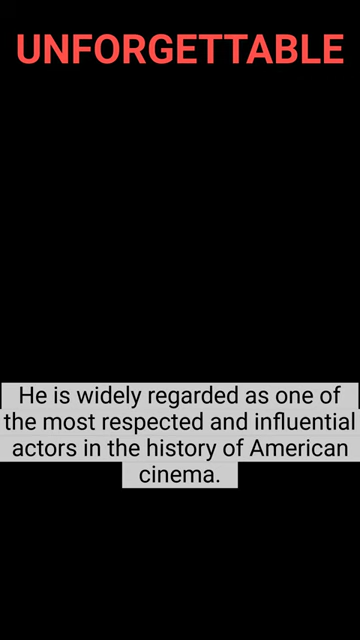 UNFORGETTABLE
He is widely regarded as one of
the most respected and influential
actors in the history of American
cinema.